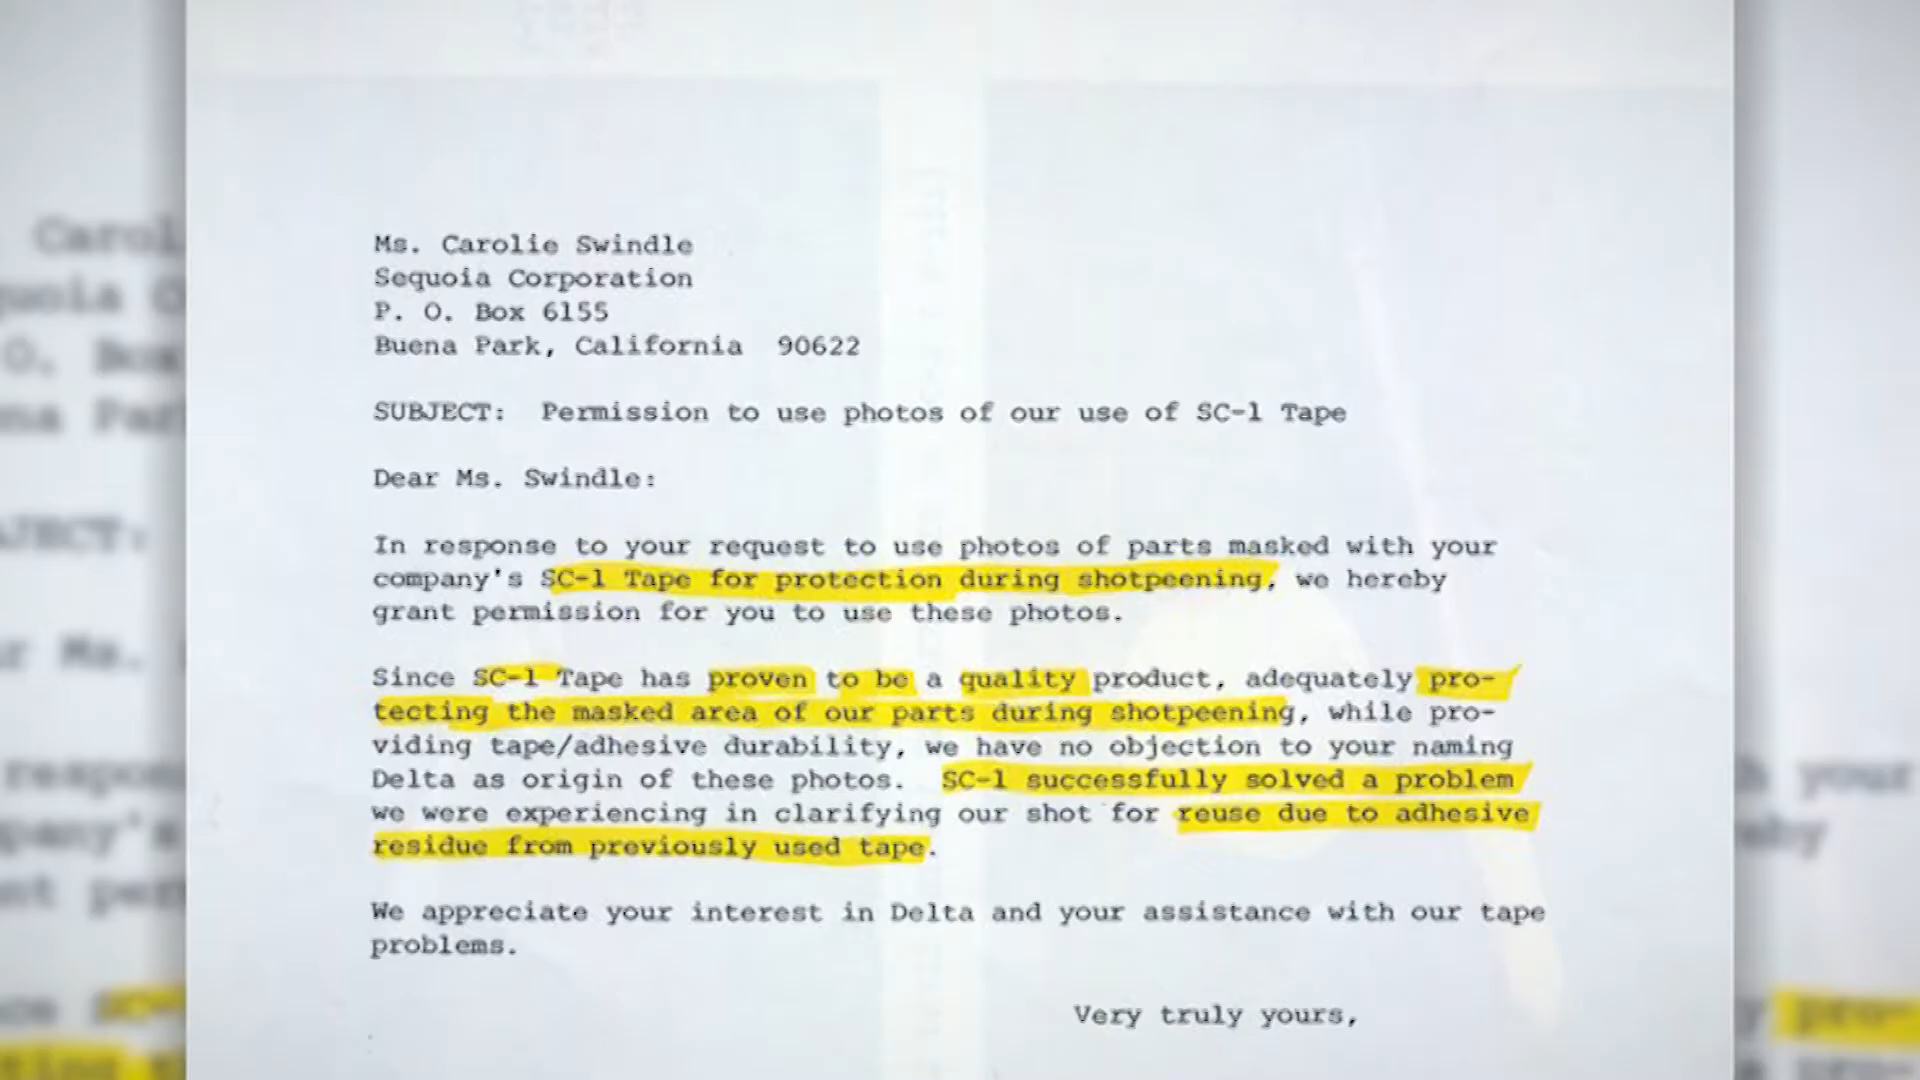 Ms. Carolie Swindle
Sequoia Corporation
P. O. Box 6155
Buena Park, California  90622
SUBJECT:  Permission to use photos of our use of SC-1 Tape
Dear Ms. Swindle:
In response to your request to use photos of parts masked with your
company's SC-1 Tape for protection during shotpeening, we hereby
grant permission for you to use these photos.
Since SC-1 Tape has proven to be a quality product, adequately pro-
tecting the masked area of our parts during shotpeening, while pro-
viding tape/adhesive durability, we have no objection to your naming
Delta as origin of these photos.  SC-1 successfully solved a problem
we were experiencing in clarifying our shot for reuse due to adhesive
residue from previously used tape.
We appreciate your interest in Delta and your assistance with our tape
problems.
Very truly yours,